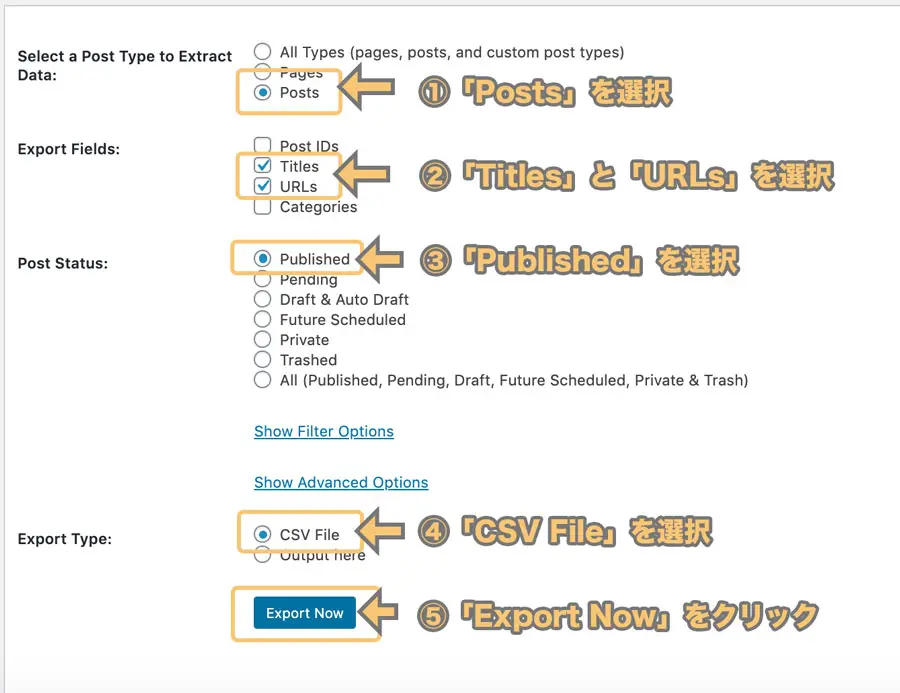 Select a Post Type to Extract Data:
All Types (pages, posts, and custom post types)
Pages
Posts
①「Posts」を選択
Export Fields:
Post IDs
Titles
URLs
Categories
②「Titles」と「URLs」を選択
Post Status:
Published
③「Published」を選択
Pending
Draft & Auto Draft
Future Scheduled
Private
Trashed
All (Published, Pending, Draft, Future Scheduled, Private & Trash)
Show Filter Options
Show Advanced Options
Export Type:
CSV File
④「CSV File」を選択
Output here
Export Now
⑤「Export Now」をクリック